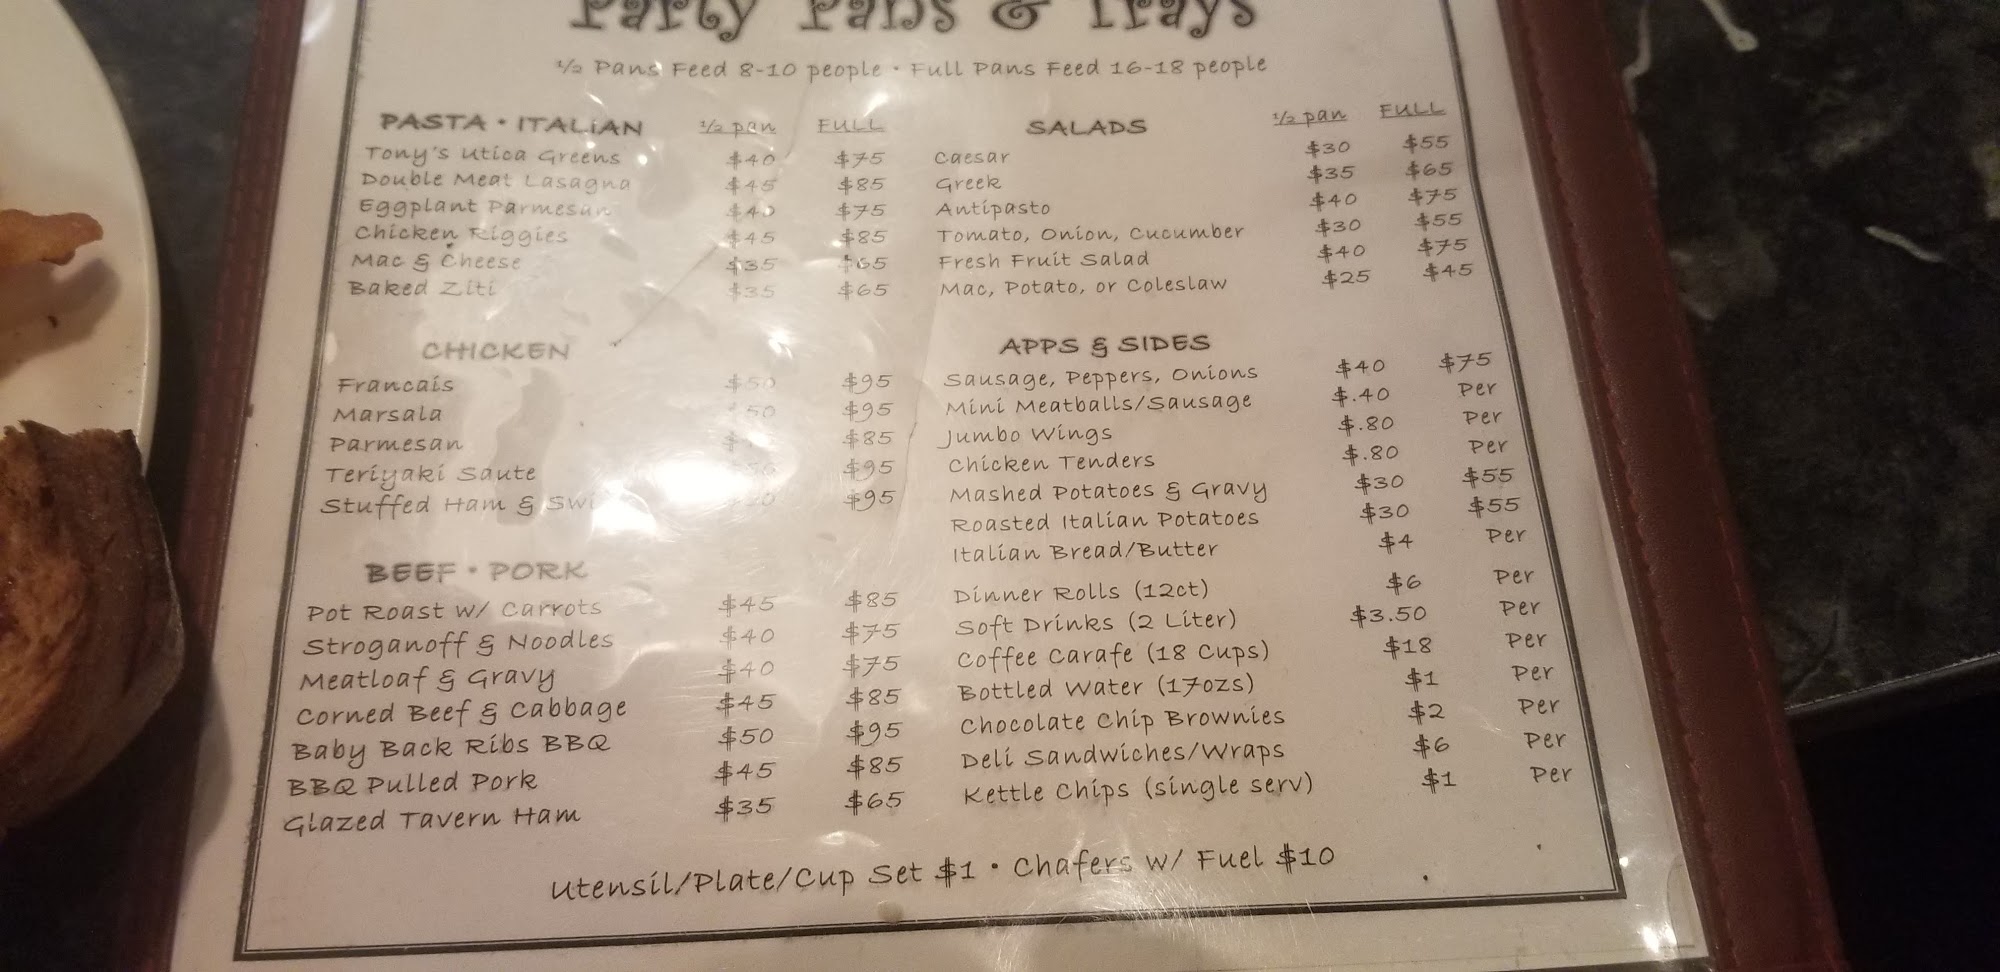 Party Pans & Trays
½ Pans Feed 8-10 people • Full Pans Feed 16-18 people
PASTA • ITALIAN ½ pan FULL
Tony's Utica Greens $40 $75
Double Meat Lasagna $45 $85
Eggplant Parmesan $40 $75
Chicken Riggies $45 $85
Mac & Cheese $35 $65
Baked Ziti $35 $65
CHICKEN
Francais $50 $95
Marsala $50 $95
Parmesan $85
Teriyaki Saute $95
Stuffed Ham & $95
BEEF • PORK
Pot Roast w/ Carrots $45 $85
Stroganoff & Noodles $40 $75
Meatloaf & Gravy $40 $75
Corned Beef & Cabbage $45 $85
Baby Back Ribs BBQ $50 $95
BBQ Pulled Pork $45 $85
Glazed Tavern Ham $35 $65
SALADS ½ pan FULL
Caesar $30 $55
Greek $35 $65
Antipasto $40 $75
Tomato, Onion, Cucumber $30 $55
Fresh Fruit Salad $40 $75
Mac, Potato, or Coleslaw $25 $45
APPS & SIDES
Sausage, Peppers, Onions $40 $75
Mini Meatballs/Sausage $.40 Per
Jumbo Wings $.80 Per
Chicken Tenders $.80 Per
Mashed Potatoes & Gravy $30 $55
Roasted Italian Potatoes $30 $55
Italian Bread/Butter $4 Per
Dinner Rolls (12ct) $6 Per
Soft Drinks (2 Liter) $3.50 Per
Coffee Carafe (18 Cups) $18 Per
Bottled Water (17ozs) $1 Per
Chocolate Chip Brownies $2 Per
Deli Sandwiches/Wraps $6 Per
Kettle Chips (single serv) $1 Per
Utensil/Plate/Cup Set $1 • Chafers w/ Fuel $10